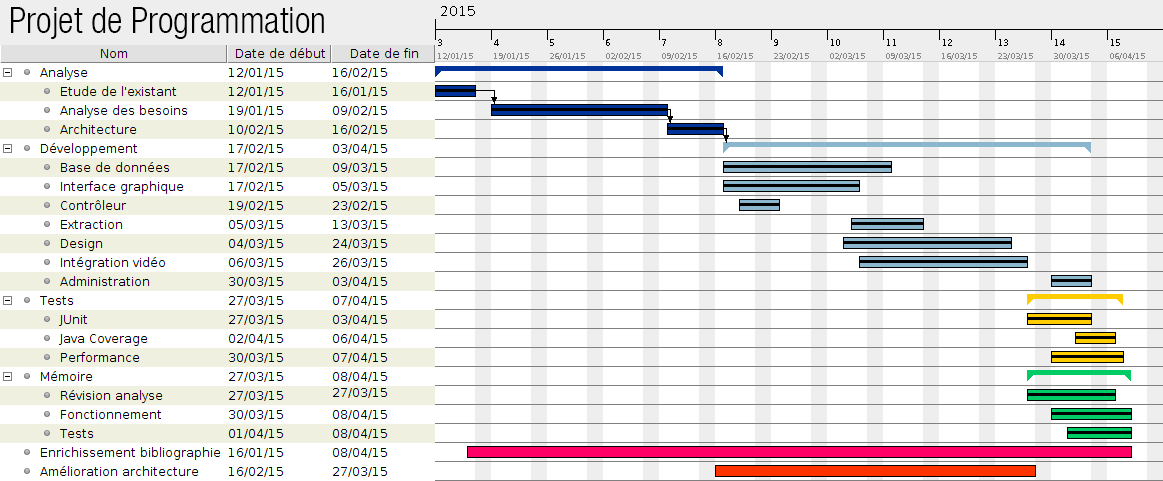 Projet de Programmation
2015
Nom Date de début Date de fin
3 4 5 6 7 8 9 10 11 12 13 14 15
12/01/15 19/01/15 26/01/15 02/02/15 09/02/15 16/02/15 23/02/15 02/03/15 09/03/15 16/03/15 23/03/15 30/03/15 06/04/15
Analyse 12/01/15 16/02/15
Etude de l'existant 12/01/15 16/01/15
Analyse des besoins 19/01/15 09/02/15
Architecture 10/02/15 16/02/15
Développement 17/02/15 03/04/15
Base de données 17/02/15 09/03/15
Interface graphique 17/02/15 05/03/15
Contrôleur 19/02/15 23/02/15
Extraction 05/03/15 13/03/15
Design 04/03/15 24/03/15
Intégration vidéo 06/03/15 26/03/15
Administration 30/03/15 03/04/15
Tests 27/03/15 07/04/15
JUnit 27/03/15 03/04/15
Java Coverage 02/04/15 06/04/15
Performance 30/03/15 07/04/15
Mémoire 27/03/15 08/04/15
Révision analyse 27/03/15 27/03/15
Fonctionnement 30/03/15 08/04/15
Tests 01/04/15 08/04/15
Enrichissement bibliographie 16/01/15 08/04/15
Amélioration architecture 16/02/15 27/03/15